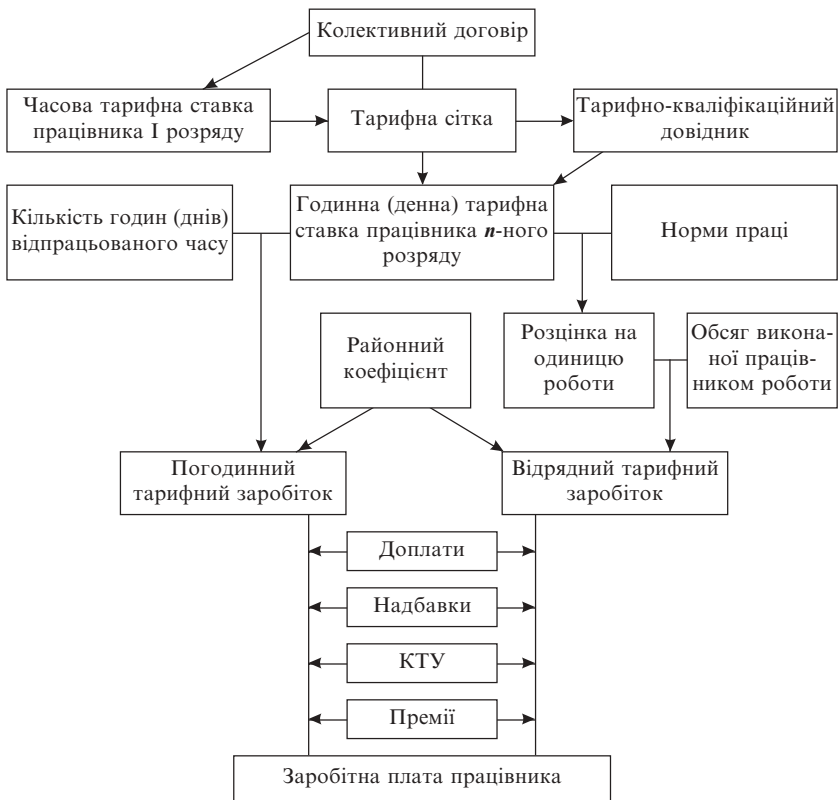 Колективний договір
Часова тарифна ставка
працівника І розряду
Тарифна сітка
Тарифно-кваліфікаційний
довідник
Кількість годин (днів)
відпрацьованого часу
Годинна (денна) тарифна
ставка працівника n-ного
розряду
Норми праці
Районний
коефіцієнт
Розцінка на
одиницю
роботи
Обсяг викона-
ної праців-
ником роботи
Погодинний
тарифний заробіток
Відрядний тарифний
заробіток
Доплати
Надбавки
КТУ
Премії
Заробітна плата працівника